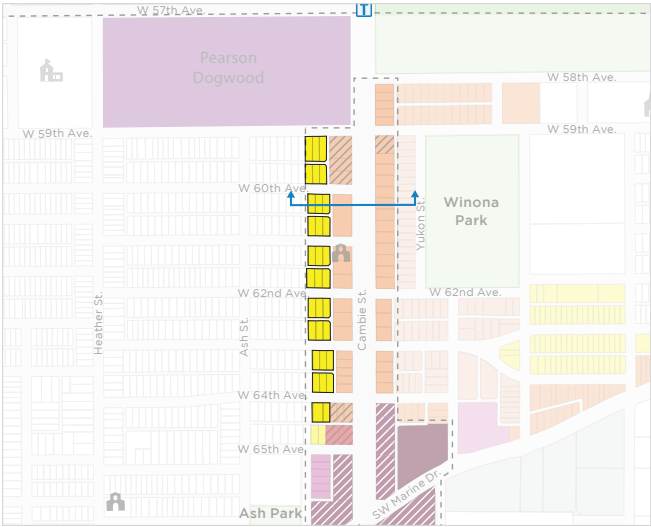 W 57th Ave.
T
Pearson
Dogwood
W 58th Ave.
W 59th Ave.
W 59th Ave.
W 60th Ave.
Yukon St.
Winona
Park
W 62nd Ave.
W 62nd Ave.
Heather St.
Ash St.
Cambie St.
W 64th Ave.
W 65th Ave.
SW Marine Dr.
Ash Park